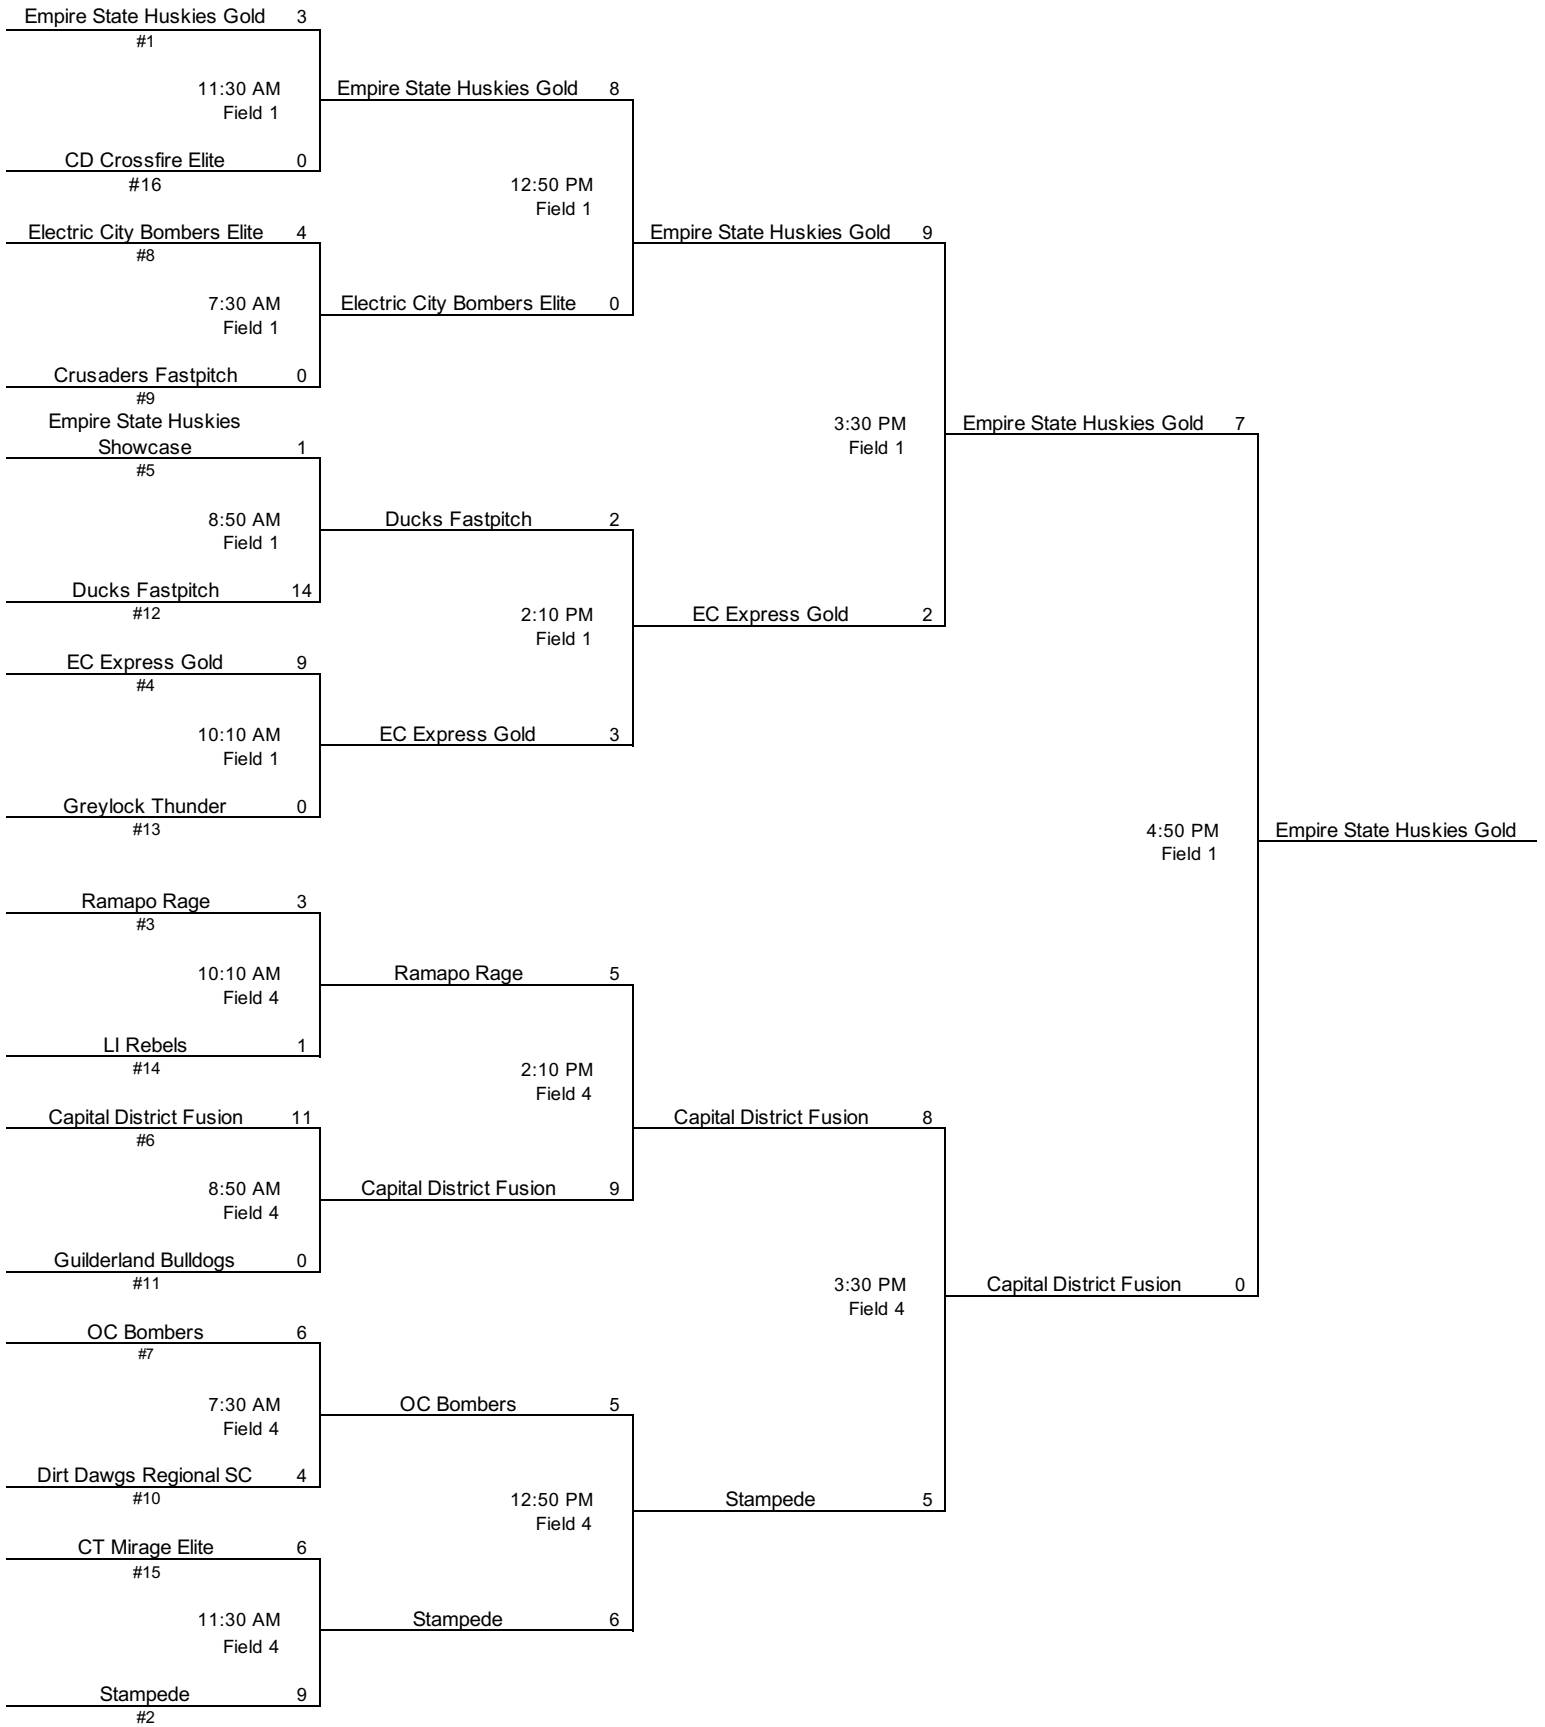 Empire State Huskies Gold 3
#1
11:30 AM
Field 1
CD Crossfire Elite 0
#16
Electric City Bombers Elite 4
#8
7:30 AM
Field 1
Crusaders Fastpitch 0
#9
Empire State Huskies
Showcase 1
#5
8:50 AM
Field 1
Ducks Fastpitch 14
#12
EC Express Gold 9
#4
10:10 AM
Field 1
Greylock Thunder 0
#13
Ramapo Rage 3
#3
10:10 AM
Field 4
LI Rebels 1
#14
Capital District Fusion 11
#6
8:50 AM
Field 4
Guilderland Bulldogs 0
#11
OC Bombers 6
#7
7:30 AM
Field 4
Dirt Dawgs Regional SC 4
#10
CT Mirage Elite 6
#15
11:30 AM
Field 4
Stampede 9
#2
Empire State Huskies Gold 8
12:50 PM
Field 1
Electric City Bombers Elite 0
Ducks Fastpitch 2
2:10 PM
Field 1
EC Express Gold 3
Ramapo Rage 5
2:10 PM
Field 4
Capital District Fusion 9
OC Bombers 5
12:50 PM
Field 4
Stampede 6
Empire State Huskies Gold 9
3:30 PM
Field 1
EC Express Gold 2
Capital District Fusion 8
3:30 PM
Field 4
Stampede 5
Empire State Huskies Gold 7
4:50 PM
Field 1
Capital District Fusion 0
Empire State Huskies Gold